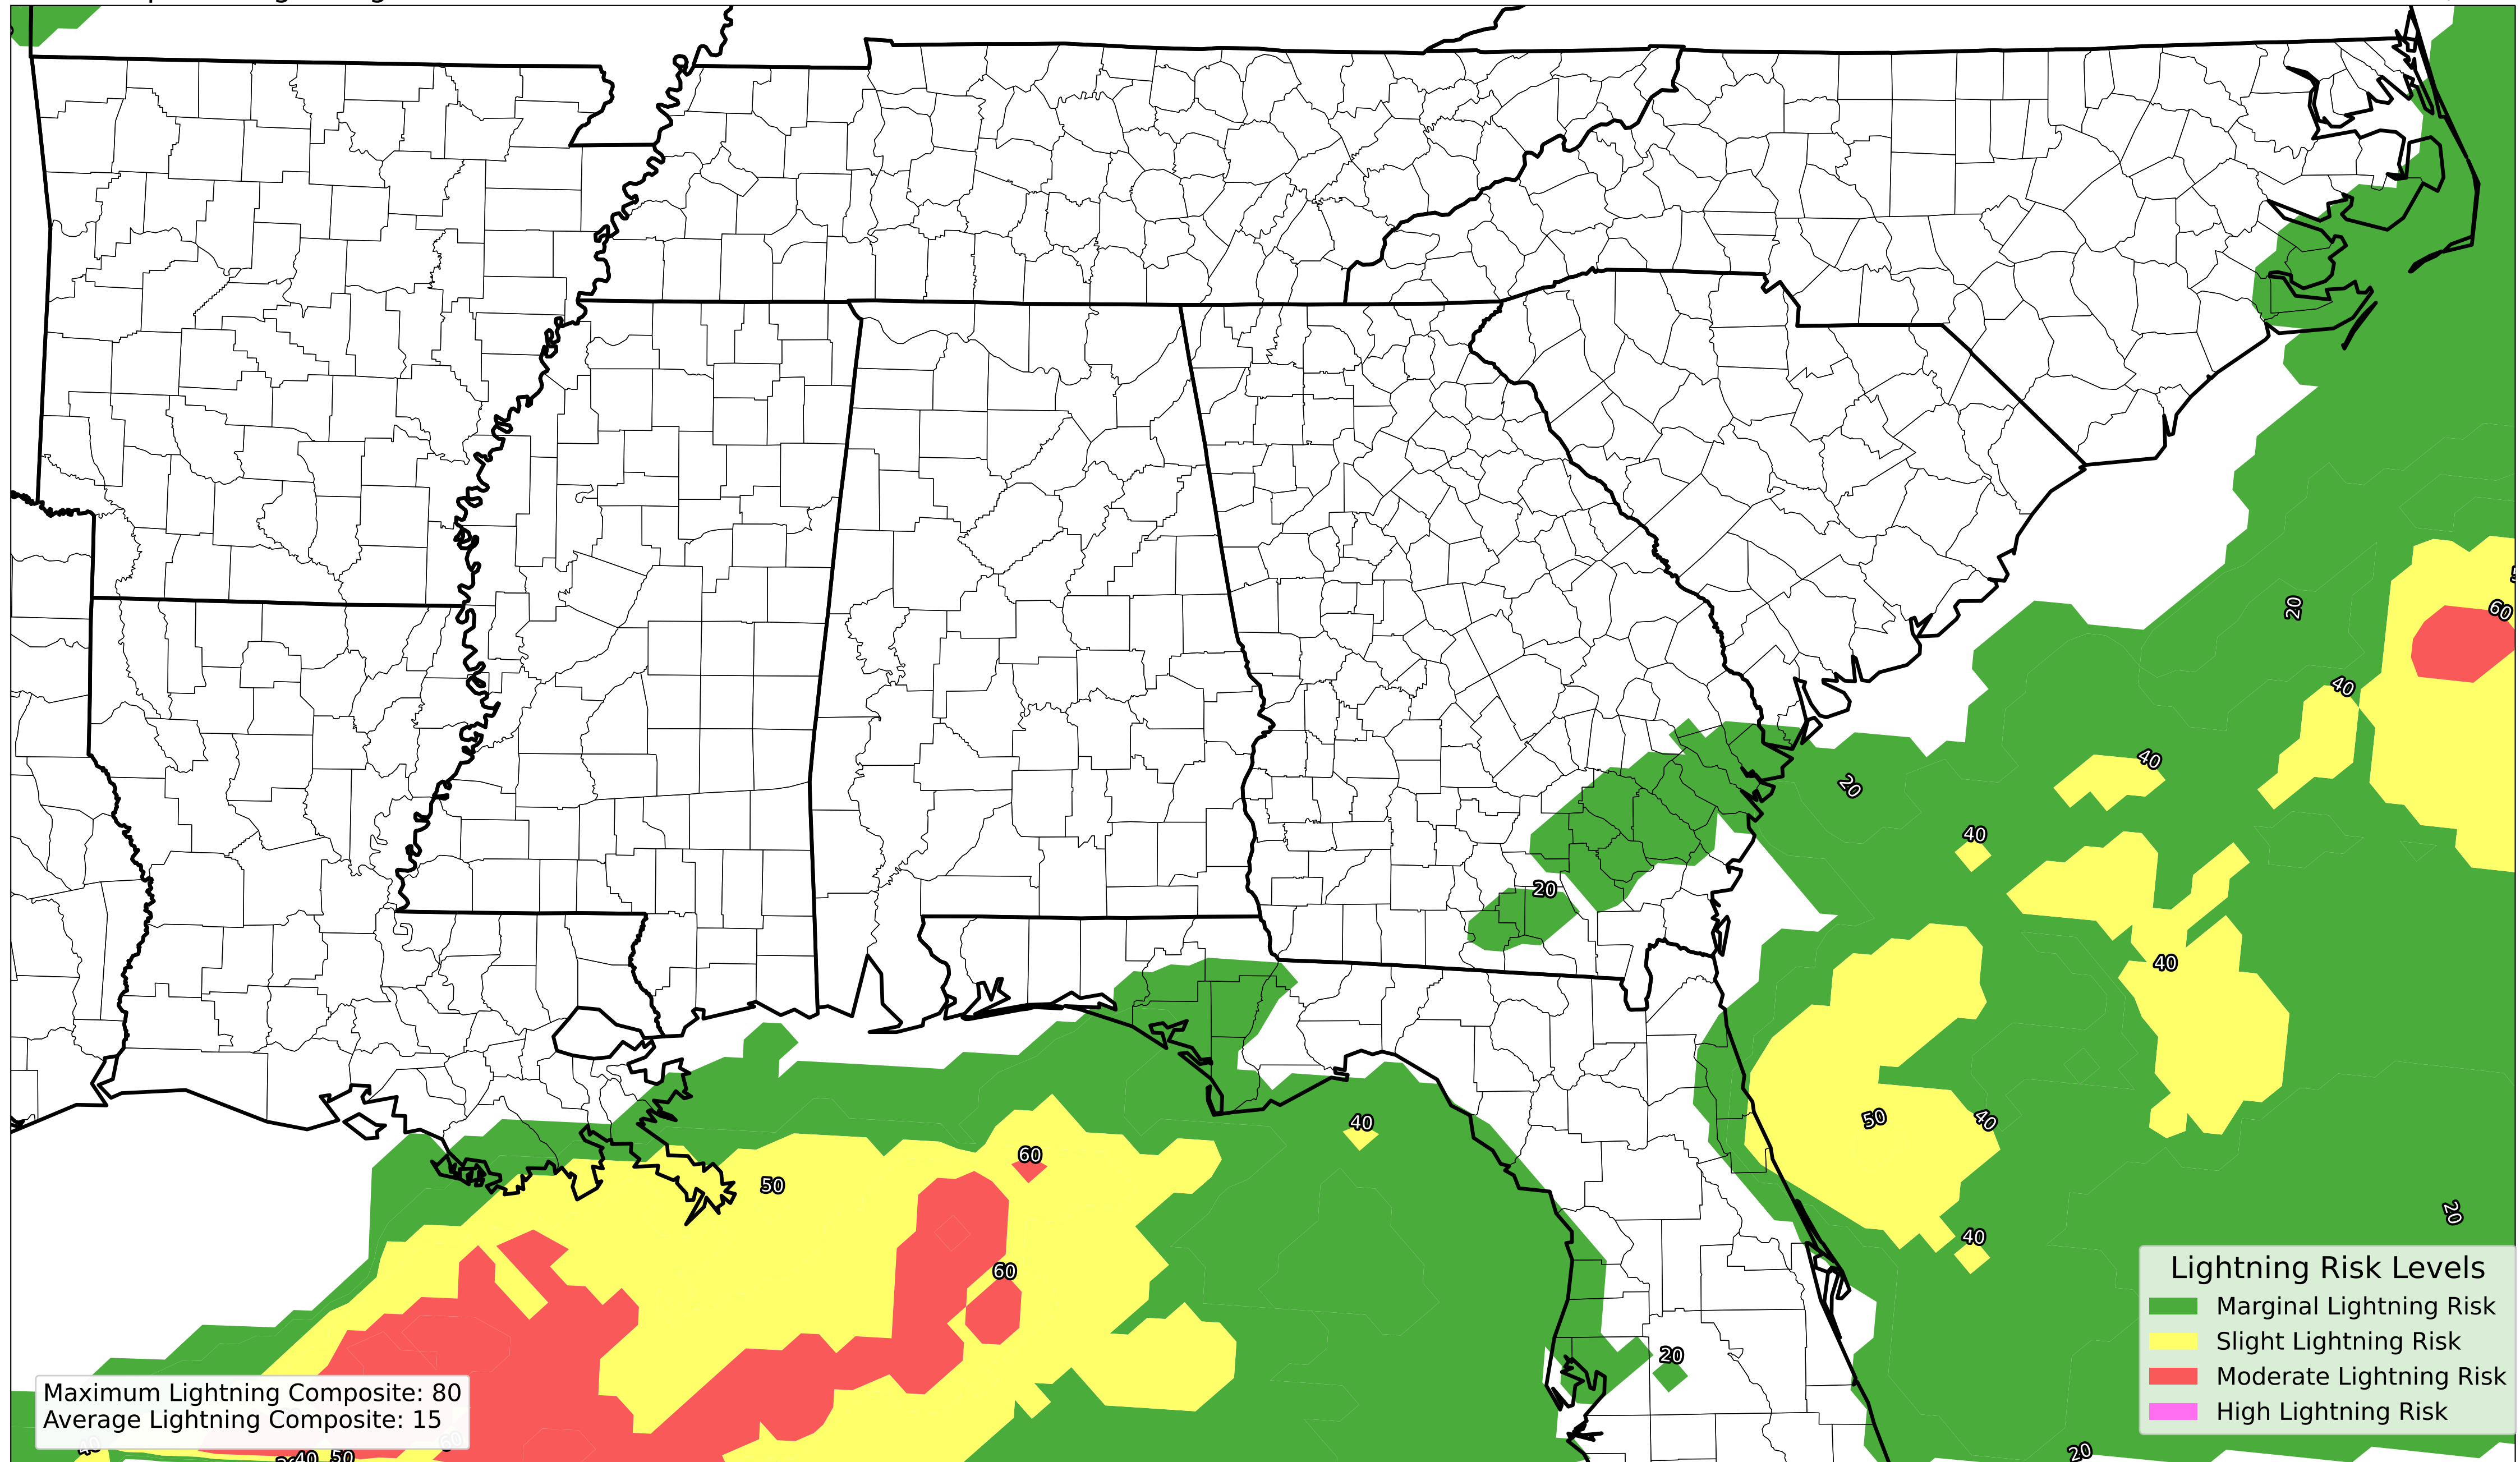 60
20
40
40
20
40
20
40
40
50
40
60
50
20
40
60
20
Lightning Risk Levels
Marginal Lightning Risk
Slight Lightning Risk
Moderate Lightning Risk
High Lightning Risk
Maximum Lightning Composite: 80
Average Lightning Composite: 15
40
50
20